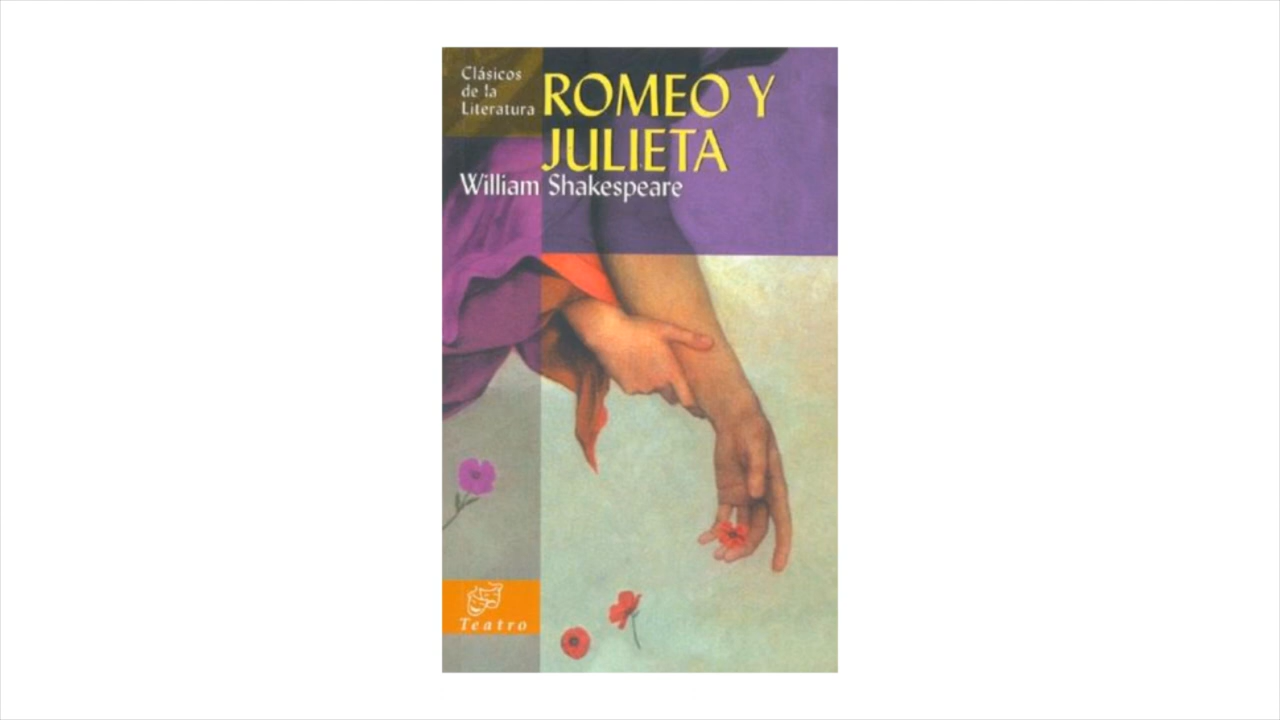 Clásicos
de la
Literatura
ROMEO Y
JULIETA
William Shakespeare
Teatro